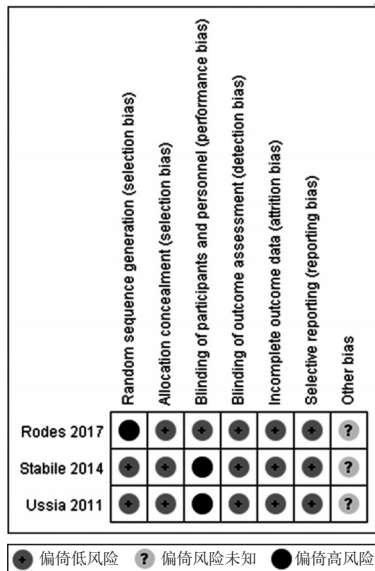 Random sequence generation (selection bias)
Allocation concealment (selection bias)
Blinding of participants and personnel (performance bias)
Blinding of outcome assessment (detection bias)
Incomplete outcome data (attrition bias)
Selective reporting (reporting bias)
Other bias
Rodes 2017 + + + + + ?
Stabile 2014 + + + + + ?
Ussia 2011 + + + + + ?
+ 偏倚低风险 ? 偏倚风险未知 偏倚高风险